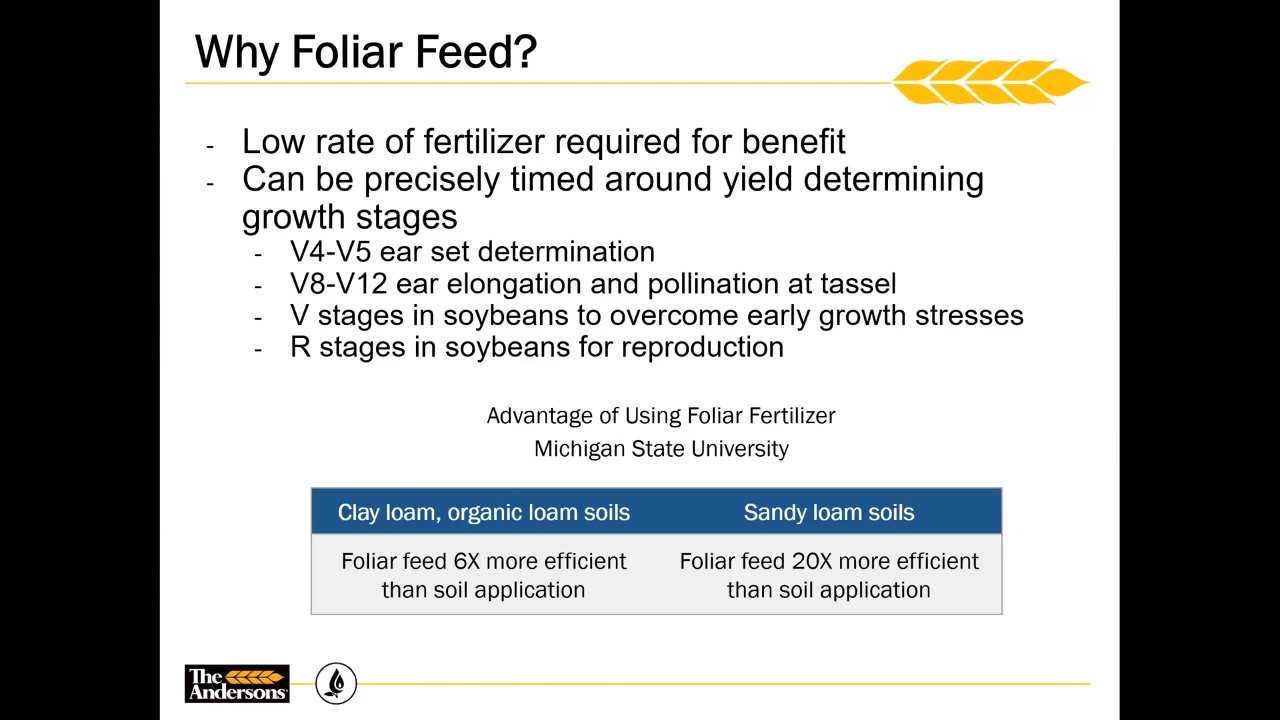 Why Foliar Feed?
- Low rate of fertilizer required for benefit
- Can be precisely timed around yield determining
growth stages
- V4-V5 ear set determination
- V8-V12 ear elongation and pollination at tassel
- V stages in soybeans to overcome early growth stresses
- R stages in soybeans for reproduction
Advantage of Using Foliar Fertilizer
Michigan State University
Clay loam, organic loam soils
Sandy loam soils
Foliar feed 6X more efficient
than soil application
Foliar feed 20X more efficient
than soil application
The
Andersons